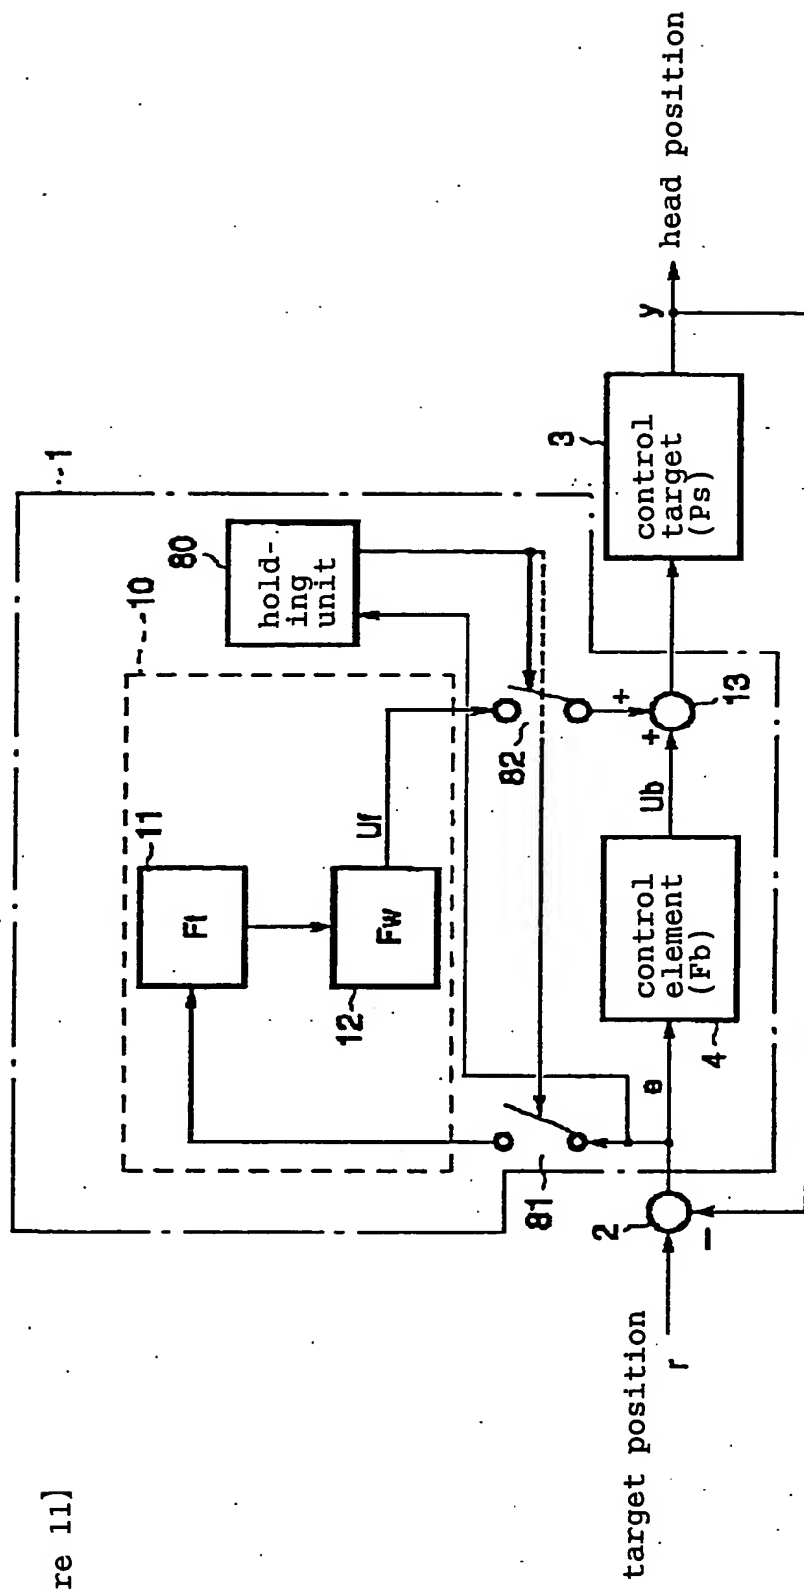 re 11]
1
10
80
hold-
ing
unit
11
Ft
12
Fw
Uf
82
81
target position
r
2
−
e
4
control
element
(Fb)
Ub
+
+
13
3
control
target
(Ps)
y
head position